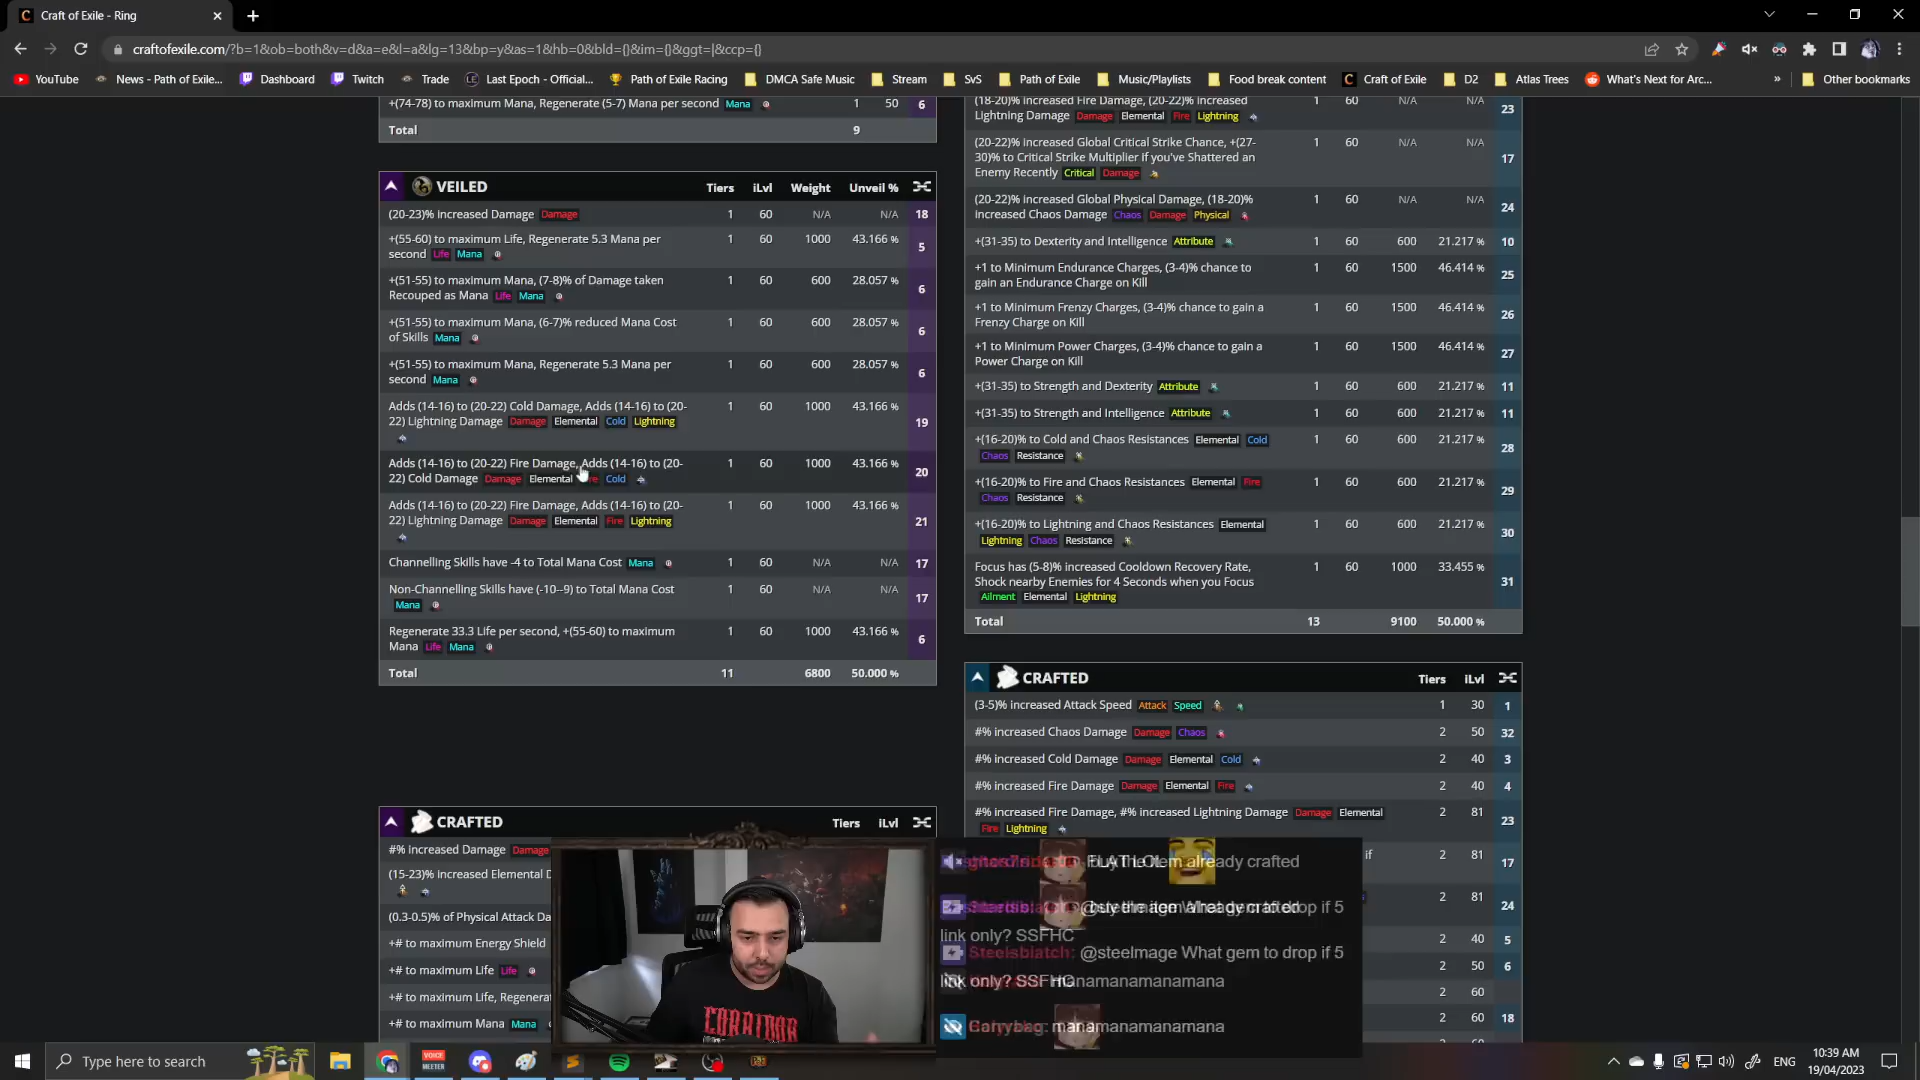 Craft of Exile - Ring
craftofexile.com/?b=1&ob=both&v=d&a=e&l=a&lg=13&bp=y&as=1&hb=0&bld={}&im={}&ggt=|&ccp={}
YouTube News - Path of Exile... Dashboard Twitch Trade Last Epoch - Official... Path of Exile Racing DMCA Safe Music Stream SvS Path of Exile Music/Playlists Food break content Craft of Exile D2 Atlas Trees What's Next for Arc... » Other bookmarks
+(74-78) to maximum Mana, Regenerate (5-7) Mana per second Mana 1 50 6
Total 9
VEILED Tiers iLvl Weight Unveil %
(20-23)% increased Damage Damage 1 60 N/A N/A 18
+(55-60) to maximum Life, Regenerate 5.3 Mana per 1 60 1000 43.166 % 5
second Life Mana
+(51-55) to maximum Mana, (7-8)% of Damage taken 1 60 600 28.057 % 6
Recouped as Mana Life Mana
+(51-55) to maximum Mana, (6-7)% reduced Mana Cost 1 60 600 28.057 % 6
of Skills Mana
+(51-55) to maximum Mana, Regenerate 5.3 Mana per 1 60 600 28.057 % 6
second Mana
Adds (14-16) to (20-22) Cold Damage, Adds (14-16) to (20- 1 60 1000 43.166 % 19
22) Lightning Damage Damage Elemental Cold Lightning
Adds (14-16) to (20-22) Fire Damage, Adds (14-16) to (20- 1 60 1000 43.166 % 20
22) Cold Damage Damage Elemental Cold
Adds (14-16) to (20-22) Fire Damage, Adds (14-16) to (20- 1 60 1000 43.166 % 21
22) Lightning Damage Damage Elemental Fire Lightning
Channelling Skills have -4 to Total Mana Cost Mana 1 60 N/A N/A 17
Non-Channelling Skills have (-10--9) to Total Mana Cost 1 60 N/A N/A 17
Mana
Regenerate 33.3 Life per second, +(55-60) to maximum 1 60 1000 43.166 % 6
Mana Life Mana
Total 11 6800 50.000 %
CRAFTED Tiers iLvl
#% increased Damage Damage
(15-23)% increased Elemental D
(0.3-0.5)% of Physical Attack Da
+# to maximum Energy Shield
+# to maximum Life Life
+# to maximum Life, Regenera
+# to maximum Mana Mana
(18-20)% increased Fire Damage, (20-22)% increased 1 60 N/A N/A 23
Lightning Damage Damage Elemental Fire Lightning
(20-22)% increased Global Critical Strike Chance, +(27- 1 60 N/A N/A 17
30)% to Critical Strike Multiplier if you've Shattered an
Enemy Recently Critical Damage
(20-22)% increased Global Physical Damage, (18-20)% 1 60 N/A N/A 24
increased Chaos Damage Chaos Damage Physical
+(31-35) to Dexterity and Intelligence Attribute 1 60 600 21.217 % 10
+1 to Minimum Endurance Charges, (3-4)% chance to 1 60 1500 46.414 % 25
gain an Endurance Charge on Kill
+1 to Minimum Frenzy Charges, (3-4)% chance to gain a 1 60 1500 46.414 % 26
Frenzy Charge on Kill
+1 to Minimum Power Charges, (3-4)% chance to gain a 1 60 1500 46.414 % 27
Power Charge on Kill
+(31-35) to Strength and Dexterity Attribute 1 60 600 21.217 % 11
+(31-35) to Strength and Intelligence Attribute 1 60 600 21.217 % 11
+(16-20)% to Cold and Chaos Resistances Elemental Cold 1 60 600 21.217 % 28
Chaos Resistance
+(16-20)% to Fire and Chaos Resistances Elemental Fire 1 60 600 21.217 % 29
Chaos Resistance
+(16-20)% to Lightning and Chaos Resistances Elemental 1 60 600 21.217 % 30
Lightning Chaos Resistance
Focus has (5-8)% increased Cooldown Recovery Rate, 1 60 1000 33.455 % 31
Shock nearby Enemies for 4 Seconds when you Focus
Ailment Elemental Lightning
Total 13 9100 50.000 %
CRAFTED Tiers iLvl
(3-5)% increased Attack Speed Attack Speed 1 30 1
#% increased Chaos Damage Damage Chaos 2 50 32
#% increased Cold Damage Damage Elemental Cold 2 40 3
#% increased Fire Damage Damage Elemental Fire 2 40 4
#% increased Fire Damage, #% increased Lightning Damage Damage Elemental 2 81 23
Fire Lightning
if 2 81 17
2 81 24
2 40 5
2 50 6
2 60
2 60 18
already crafted
drop if 5
link only? SSFHC
Steelsbiatch: @steelmage What gem to drop if 5
link only? SSFHC
manamanamanamana
CORRIDOR
Type here to search
VOICE MEETER
ENG
10:39 AM
19/04/2023